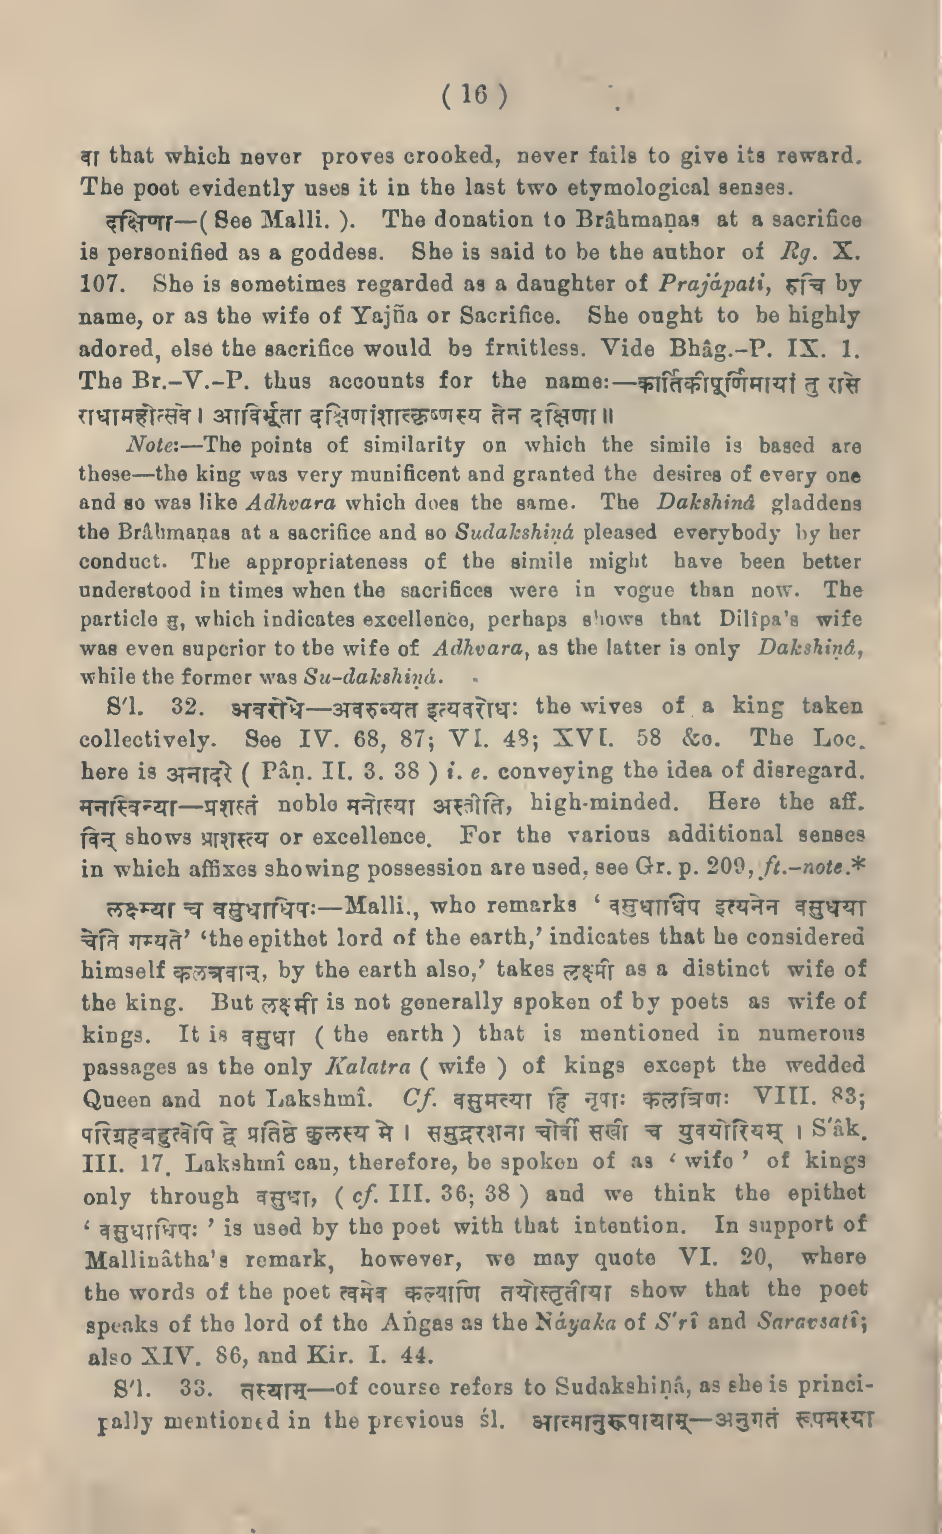 ( 16 )
वा that which never proves crooked, never fails to give its reward.
The poet evidently uses it in the last two etymological senses.
दक्षिणा—( See Malli. ). The donation to Brâhmaṇas at a sacrifice
is personified as a goddess. She is said to be the author of Rg. X.
107. She is sometimes regarded as a daughter of Prajápati, रुचि by
name, or as the wife of Yajña or Sacrifice. She ought to be highly
adored, else the sacrifice would be fruitless. Vide Bhâg.-P. IX. 1.
The Br.-V.-P. thus accounts for the name:—कार्तिकीपूर्णिमायां तु रासे
राधामहोत्सवे । आविर्भूता दक्षिणांशात्कृष्णस्य तेन दक्षिणा ॥
Note:—The points of similarity on which the simile is based are
these—the king was very munificent and granted the desires of every one
and so was like Adhvara which does the same. The Dakshiná gladdens
the Brâhmaṇas at a sacrifice and so Sudakshiṇá pleased everybody by her
conduct. The appropriateness of the simile might have been better
understood in times when the sacrifices were in vogue than now. The
particle सु, which indicates excellence, perhaps shows that Dilîpa's wife
was even superior to the wife of Adhvara, as the latter is only Dakshiṇá,
while the former was Su-dakshiṇá.
S'l. 32. अवरोधे—अवरुध्यत इत्यवरोधः the wives of a king taken
collectively. See IV. 68, 87; VI. 48; XVI. 58 &c. The Loc.
here is अनादरे ( Pâṇ. II. 3. 38 ) i. e. conveying the idea of disregard.
मनस्विन्या—प्रशस्तं noble मनोस्या अस्तीति, high-minded. Here the aff.
विन् shows प्राशस्त्य or excellence. For the various additional senses
in which affixes showing possession are used, see Gr. p. 209, ft.-note.*
लक्ष्म्या च वसुधाधिपः—Malli., who remarks ‘ वसुधाधिप इत्यनेन वसुधया
चेति गम्यते’ ‘the epithet lord of the earth,’ indicates that he considered
himself कलत्रवान्, by the earth also,’ takes लक्ष्मी as a distinct wife of
the king. But लक्ष्मी is not generally spoken of by poets as wife of
kings. It is वसुधा ( the earth ) that is mentioned in numerous
passages as the only Kalatra ( wife ) of kings except the wedded
Queen and not Lakshmî. Cf. वसुमत्या हि नृपाः कलत्रिणः VIII. 83;
परिग्रहबहुत्वेपि द्वे प्रतिष्ठे कुलस्य मे । समुद्ररशना चोर्वी सखी च युवयोरियम् । S'âk.
III. 17. Lakshmî can, therefore, be spoken of as ‘ wife ’ of kings
only through वसुधा, ( cf. III. 36; 38 ) and we think the epithet
‘ वसुधाधिपः ’ is used by the poet with that intention. In support of
Mallinâtha's remark, however, we may quote VI. 20, where
the words of the poet त्वमेव कल्याणि तयोस्तृतीया show that the poet
speaks of the lord of the Aṅgas as the Náyaka of S'rî and Saravsatî;
also XIV. 86, and Kir. I. 44.
S'l. 33. तस्याम्—of course refers to Sudakshiṇâ, as she is princi-
pally mentioned in the previous śl. आत्मानुरूपायाम्—अनुगतं रूपमस्या